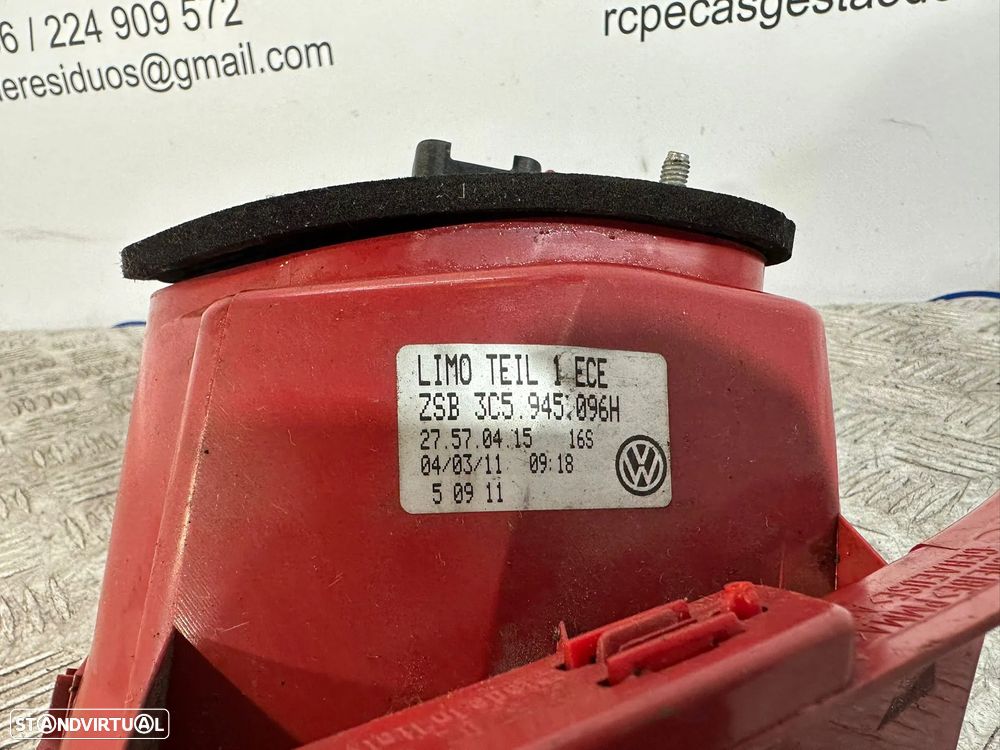 6 / 224 909 572
eresiduos@gmail.com
LIMO TEIL 1 ECE
ZSB 3C5.945.096H
27.57.04.15 16S
04/03/11 09:18
5 09 11
STANDVIRTUAL